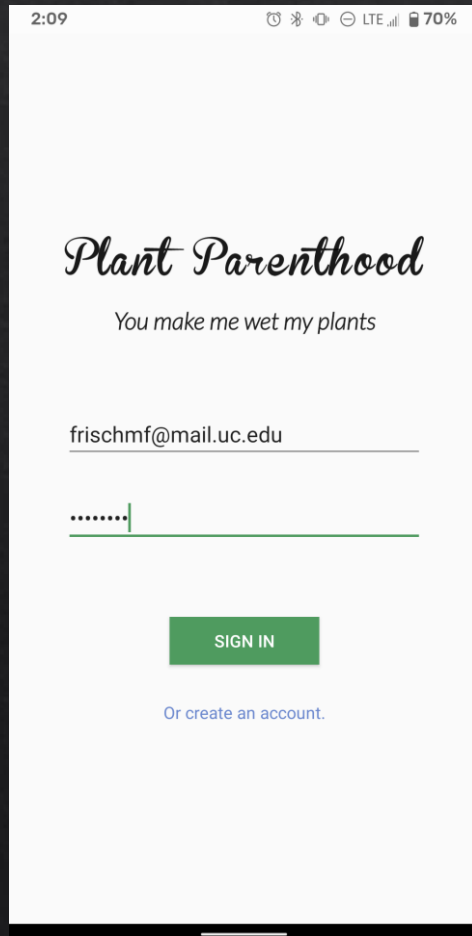 2:09 LTE 70%
Plant Parenthood
You make me wet my plants
frischmf@mail.uc.edu
••••••••
SIGN IN
Or create an account.